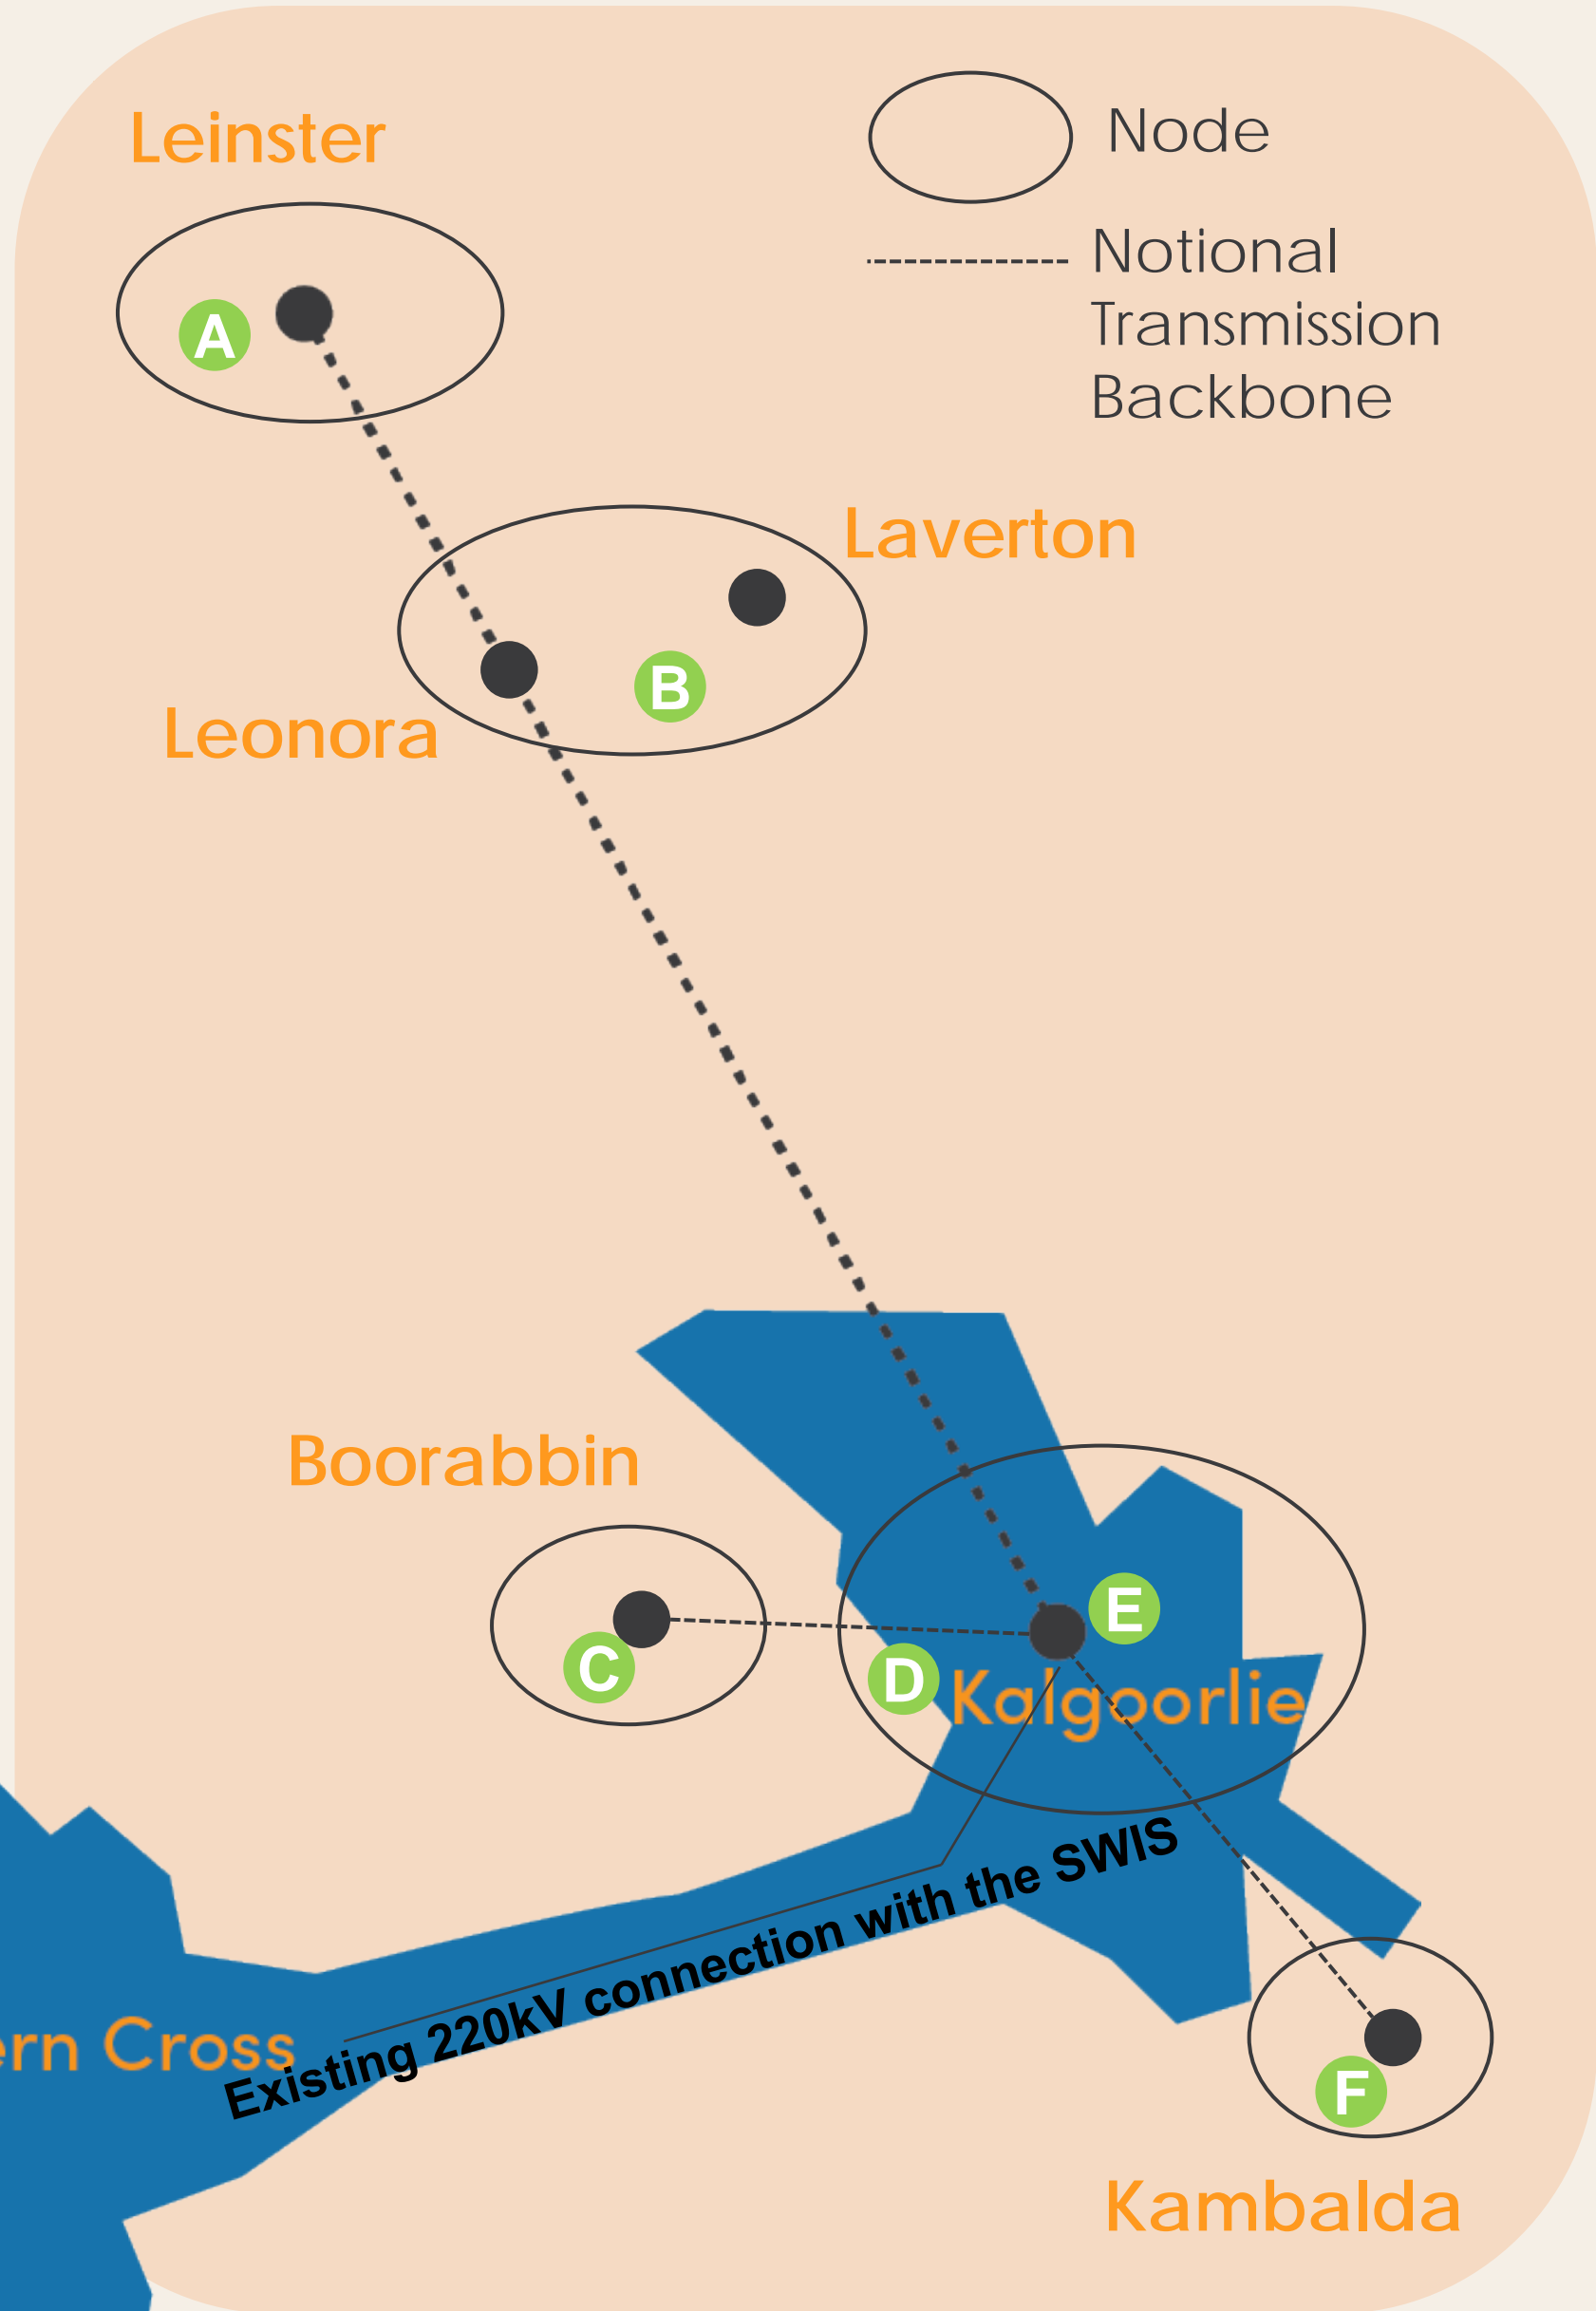 Leinster
Node
Notional
Transmission
Backbone
A
Laverton
B
Leonora
Boorabbin
E
C
D
Kalgoorlie
Existing 220kV connection with the SWIS
ern Cross
F
Kambalda